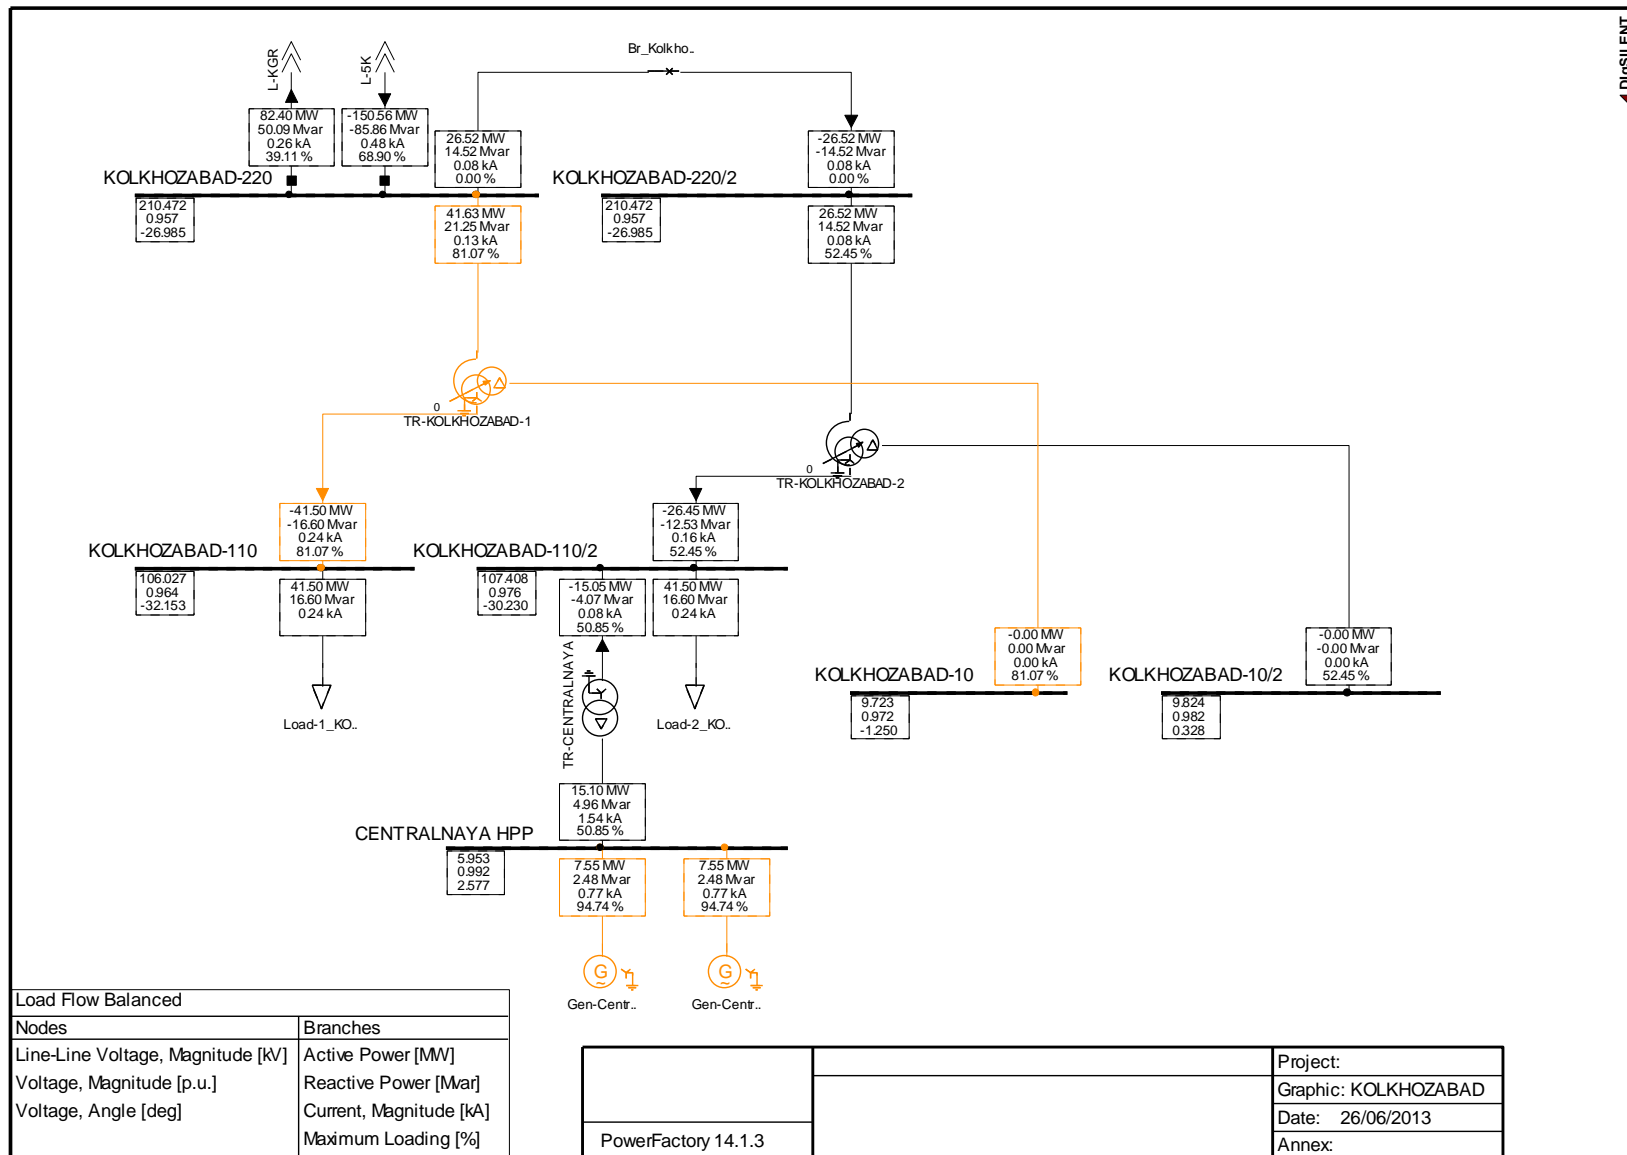 DIgSILENT
Br_Kolkho..
L-KGR
L-5K
82.40 MW
50.09 Mvar
0.26 kA
39.11 %
-150.56 MW
-85.86 Mvar
0.48 kA
68.90 %
26.52 MW
14.52 Mvar
0.08 kA
0.00 %
-26.52 MW
-14.52 Mvar
0.08 kA
0.00 %
KOLKHOZABAD-220
KOLKHOZABAD-220/2
210.472
0.957
-26.985
41.63 MW
21.25 Mvar
0.13 kA
81.07 %
210.472
0.957
-26.985
26.52 MW
14.52 Mvar
0.08 kA
52.45 %
0
TR-KOLKHOZABAD-1
0
TR-KOLKHOZABAD-2
-41.50 MW
-16.60 Mvar
0.24 kA
81.07 %
-26.45 MW
-12.53 Mvar
0.16 kA
52.45 %
KOLKHOZABAD-110
KOLKHOZABAD-110/2
106.027
0.964
-32.153
41.50 MW
16.60 Mvar
0.24 kA
107.408
0.976
-30.230
-15.05 MW
-4.07 Mvar
0.08 kA
50.85 %
41.50 MW
16.60 Mvar
0.24 kA
-0.00 MW
0.00 Mvar
0.00 kA
81.07 %
-0.00 MW
-0.00 Mvar
0.00 kA
52.45 %
KOLKHOZABAD-10
KOLKHOZABAD-10/2
9.723
0.972
-1.250
9.824
0.982
0.328
Load-1_KO..
TR-CENTRALNAYA
Load-2_KO..
15.10 MW
4.96 Mvar
1.54 kA
50.85 %
CENTRALNAYA HPP
5.953
0.992
2.577
7.55 MW
2.48 Mvar
0.77 kA
94.74 %
7.55 MW
2.48 Mvar
0.77 kA
94.74 %
G
~
G
~
Gen-Centr..
Gen-Centr..
Load Flow Balanced
Nodes
Branches
Line-Line Voltage, Magnitude [kV]
Active Power [MW]
Voltage, Magnitude [p.u.]
Reactive Power [Mvar]
Voltage, Angle [deg]
Current, Magnitude [kA]
Maximum Loading [%]
PowerFactory 14.1.3
Project:
Graphic: KOLKHOZABAD
Date: 26/06/2013
Annex: